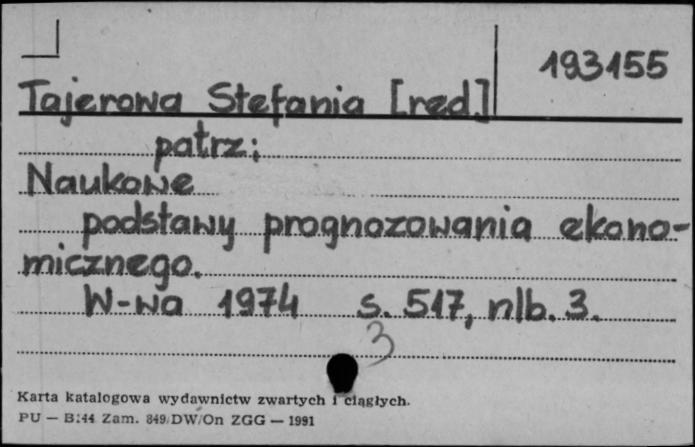 193155
Tajerowa Stefania [red.]
patrz:
Naukowe
podstawy prognozowania ekono-
micznego.
W-wa 1974 s. 517, nlb. 3.
3
Karta katalogowa wydawnictw zwartych i ciągłych.
PU — B/44 Zam. 849/DW/On ZGG — 1991